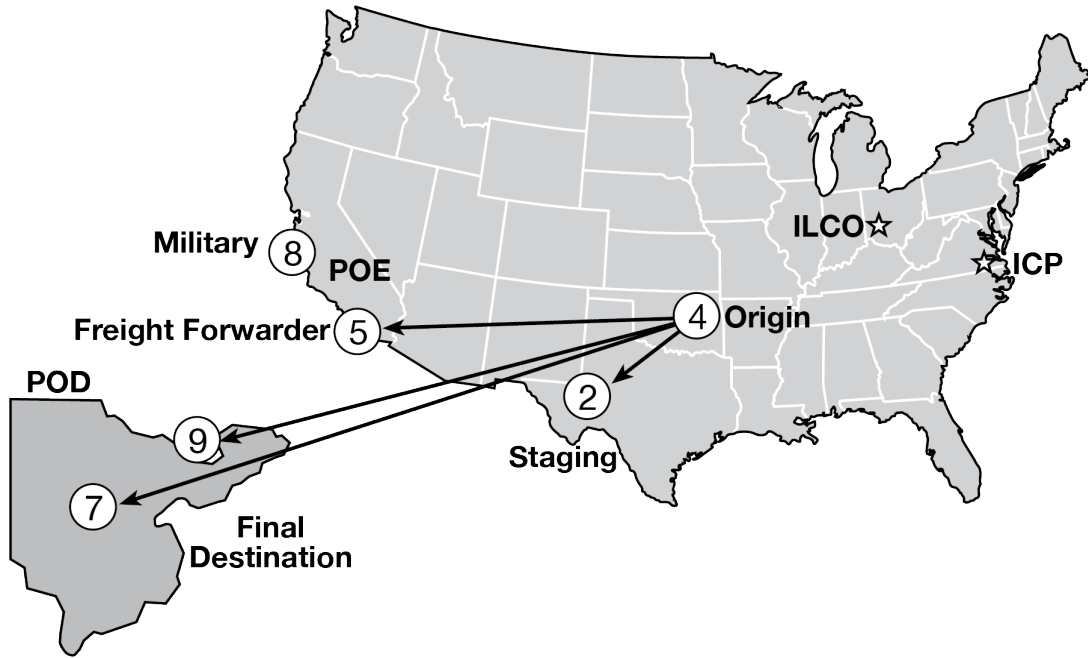 ILCO
ICP
Military
8
POE
4
Origin
Freight Forwarder
5
POD
2
9
Staging
7
Final
Destination